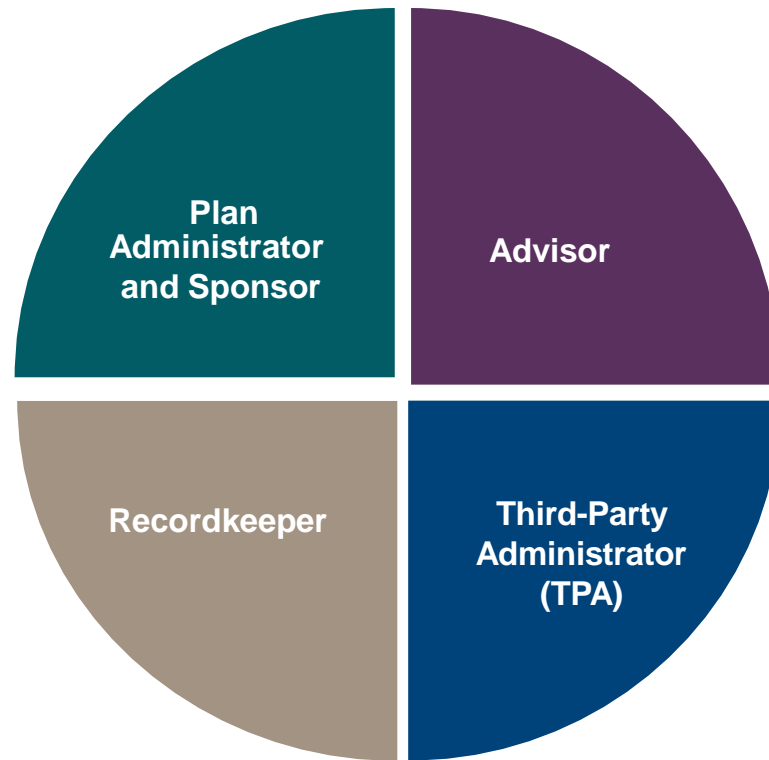 Plan
Administrator
and Sponsor
Advisor
Recordkeeper
Third-Party
Administrator
(TPA)